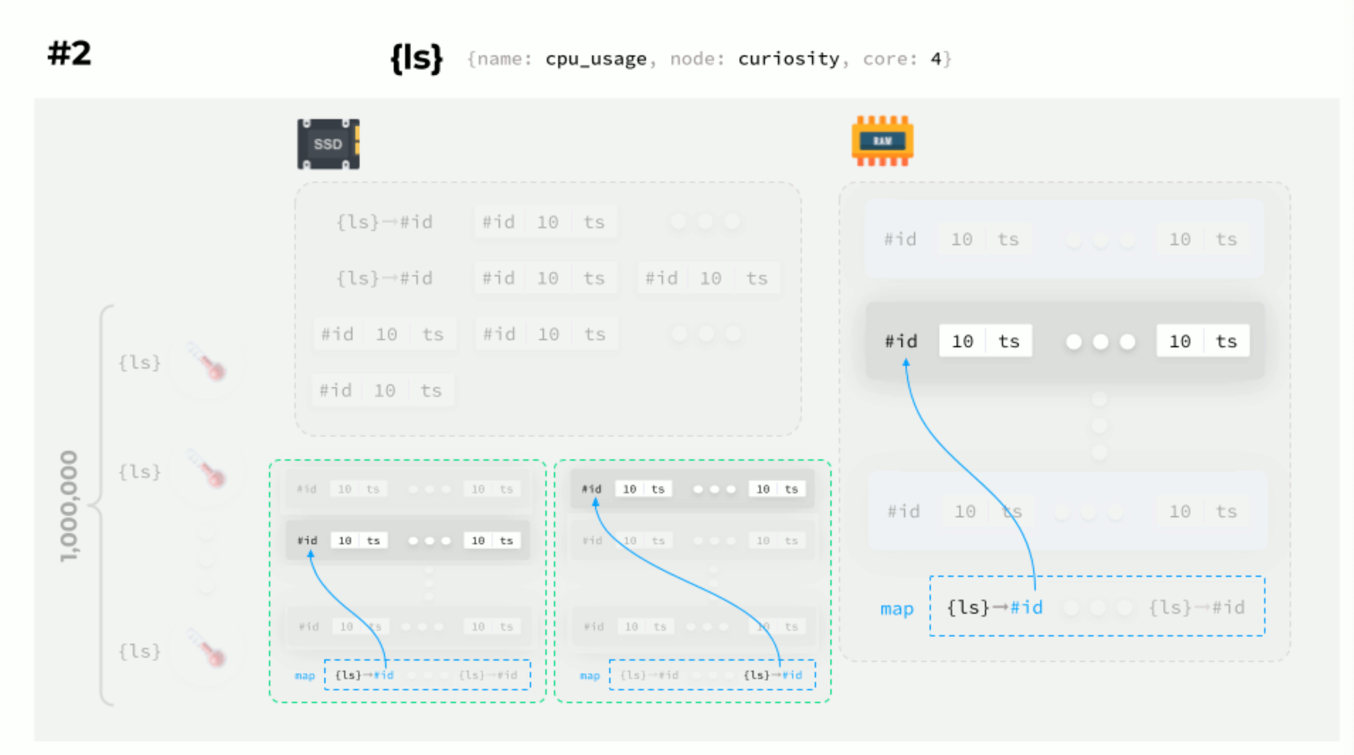 #2
{ls} {name: cpu_usage, node: curiosity, core: 4}
SSD
RAM
{ls}→#id #id 10 ts
{ls}→#id #id 10 ts #id 10 ts
#id 10 ts #id 10 ts
#id 10 ts
#id 10 ts 10 ts
#id 10 ts 10 ts
#id 10 ts 10 ts
map {ls}→#id {ls}→#id
1,000,000
{ls}
{ls}
{ls}
#id 10 ts 10 ts
#id 10 ts 10 ts
#id 10 ts 10 ts
map {ls}→#id {ls}→#id
#id 10 ts 10 ts
#id 10 ts 10 ts
#id 10 ts 10 ts
map {ls}→#id {ls}→#id